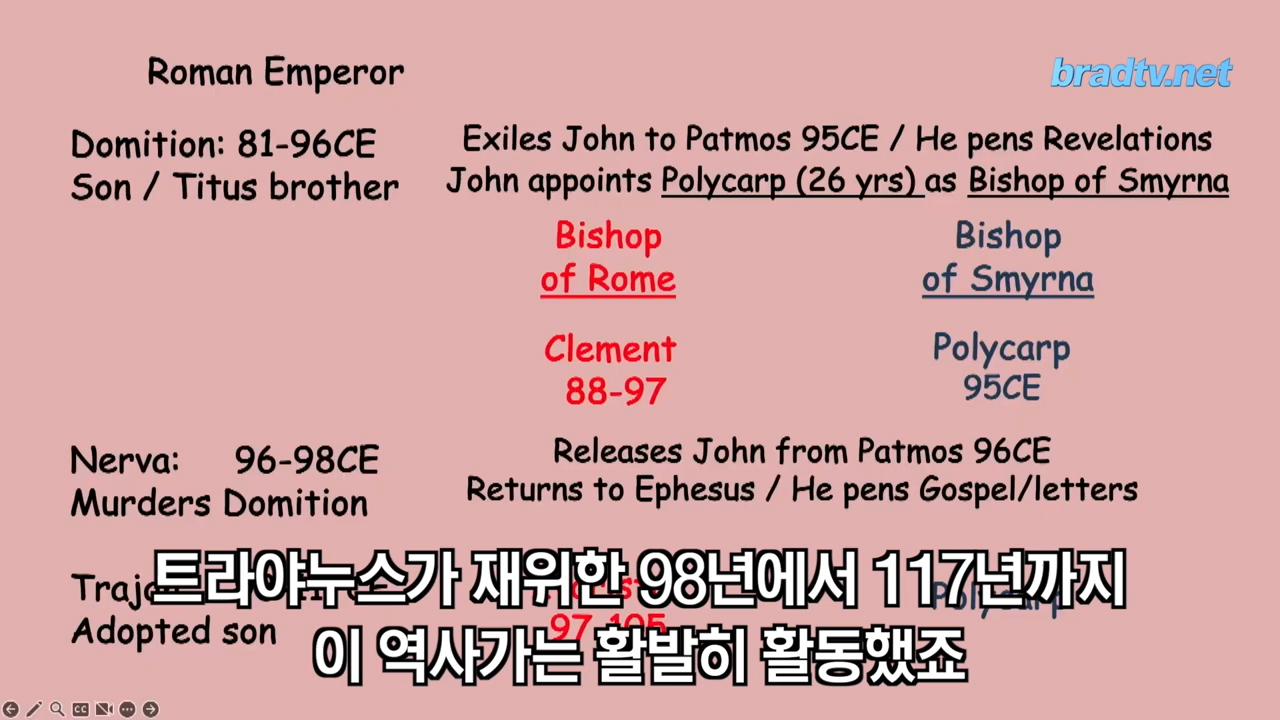 Roman Emperor
bradtv.net
Domition: 81-96CE
Son / Titus brother
Exiles John to Patmos 95CE / He pens Revelations
John appoints Polycarp (26 yrs) as Bishop of Smyrna
Bishop
of Rome
Bishop
of Smyrna
Clement
88-97
Polycarp
95CE
Nerva: 96-98CE
Murders Domition
Releases John from Patmos 96CE
Returns to Ephesus / He pens Gospel/letters
Adopted son
97-105
Polycarp
트라야누스가 재위한 98년에서 117년까지
이 역사가는 활발히 활동했죠
CC